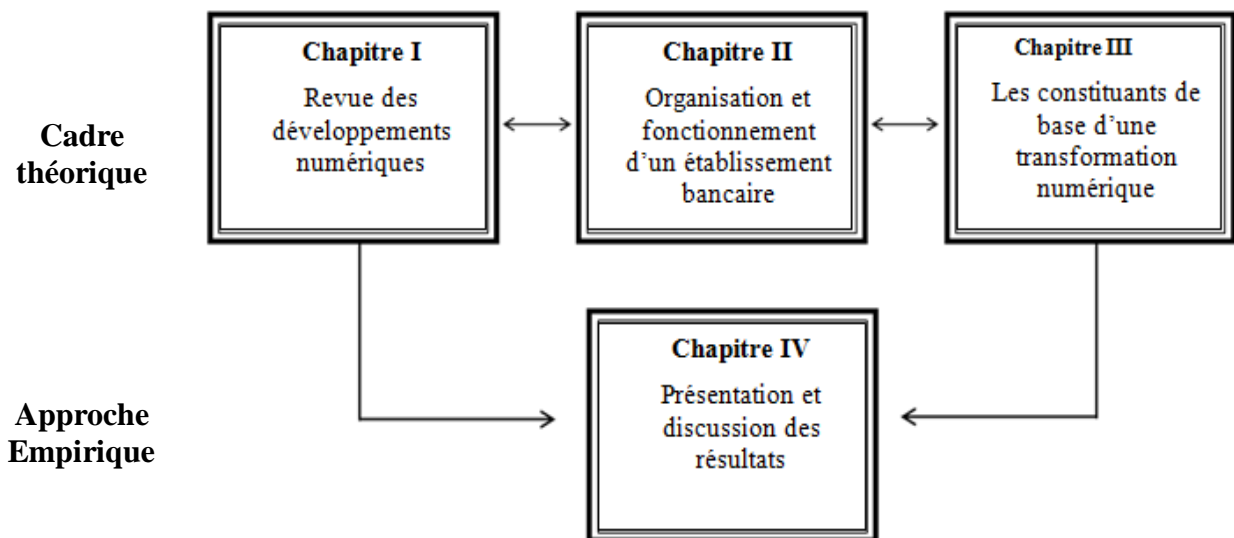 Cadre
théorique
Chapitre I
Revue des
développements
numériques
Chapitre II
Organisation et
fonctionnement
d’un établissement
bancaire
Chapitre III
Les constituants de
base d’une
transformation
numérique
Approche
Empirique
Chapitre IV
Présentation et
discussion des
résultats